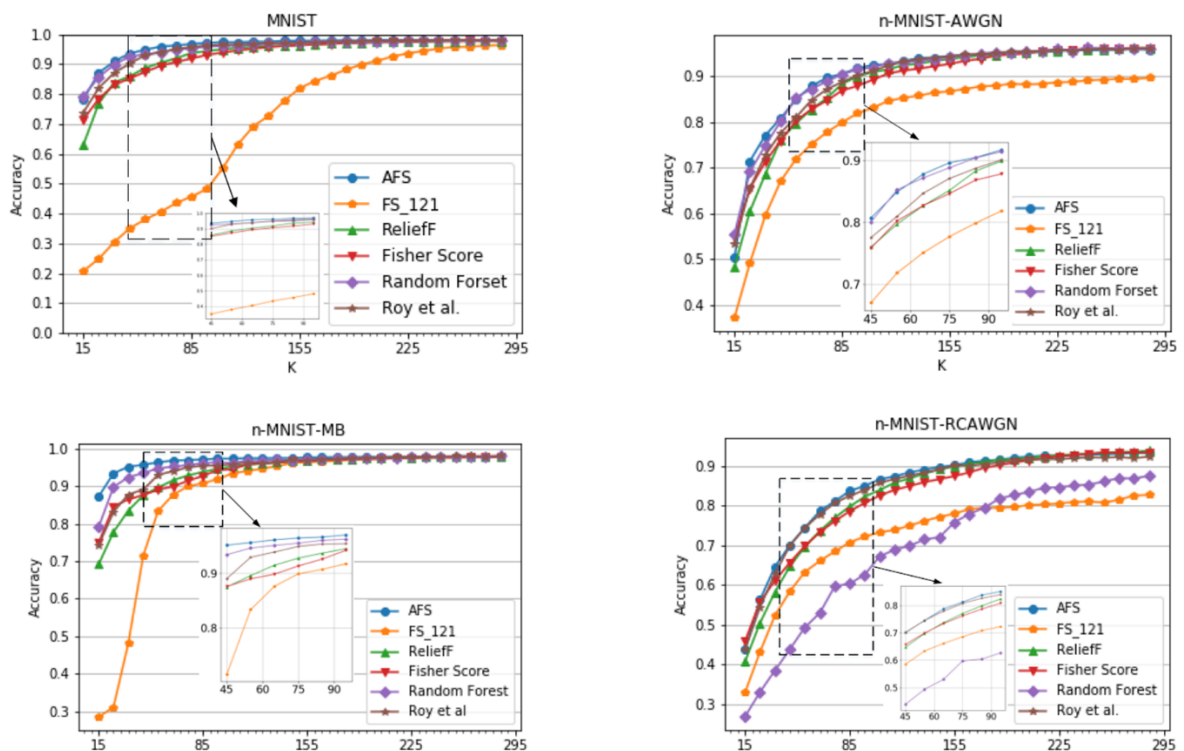 MNIST
Accuracy
1.0
0.9
0.8
0.7
0.6
0.5
0.4
0.3
0.2
0.1
0.0
15 85 155 225 295
K
AFS
FS_121
ReliefF
Fisher Score
Random Forset
Roy et al.
n-MNIST-AWGN
Accuracy
0.9
0.8
0.7
0.6
0.5
0.4
15 85 225 295
K
0.9
0.8
0.7
45 60 75 90
AFS
FS_121
ReliefF
Fisher Score
Random Forset
Roy et al.
n-MNIST-MB
Accuracy
1.0
0.9
0.8
0.7
0.6
0.5
0.4
0.3
15 85 225 295
0.9
0.8
45 60 75 90
AFS
FS_121
ReliefF
Fisher Score
Random Forest
Roy et al
n-MNIST-RCAWGN
Accuracy
0.9
0.8
0.7
0.6
0.5
0.4
0.3
15 85 155 225 295
0.8
0.7
0.6
0.5
45 60 75 90
AFS
FS_121
ReliefF
Fisher Score
Random Forest
Roy et al.